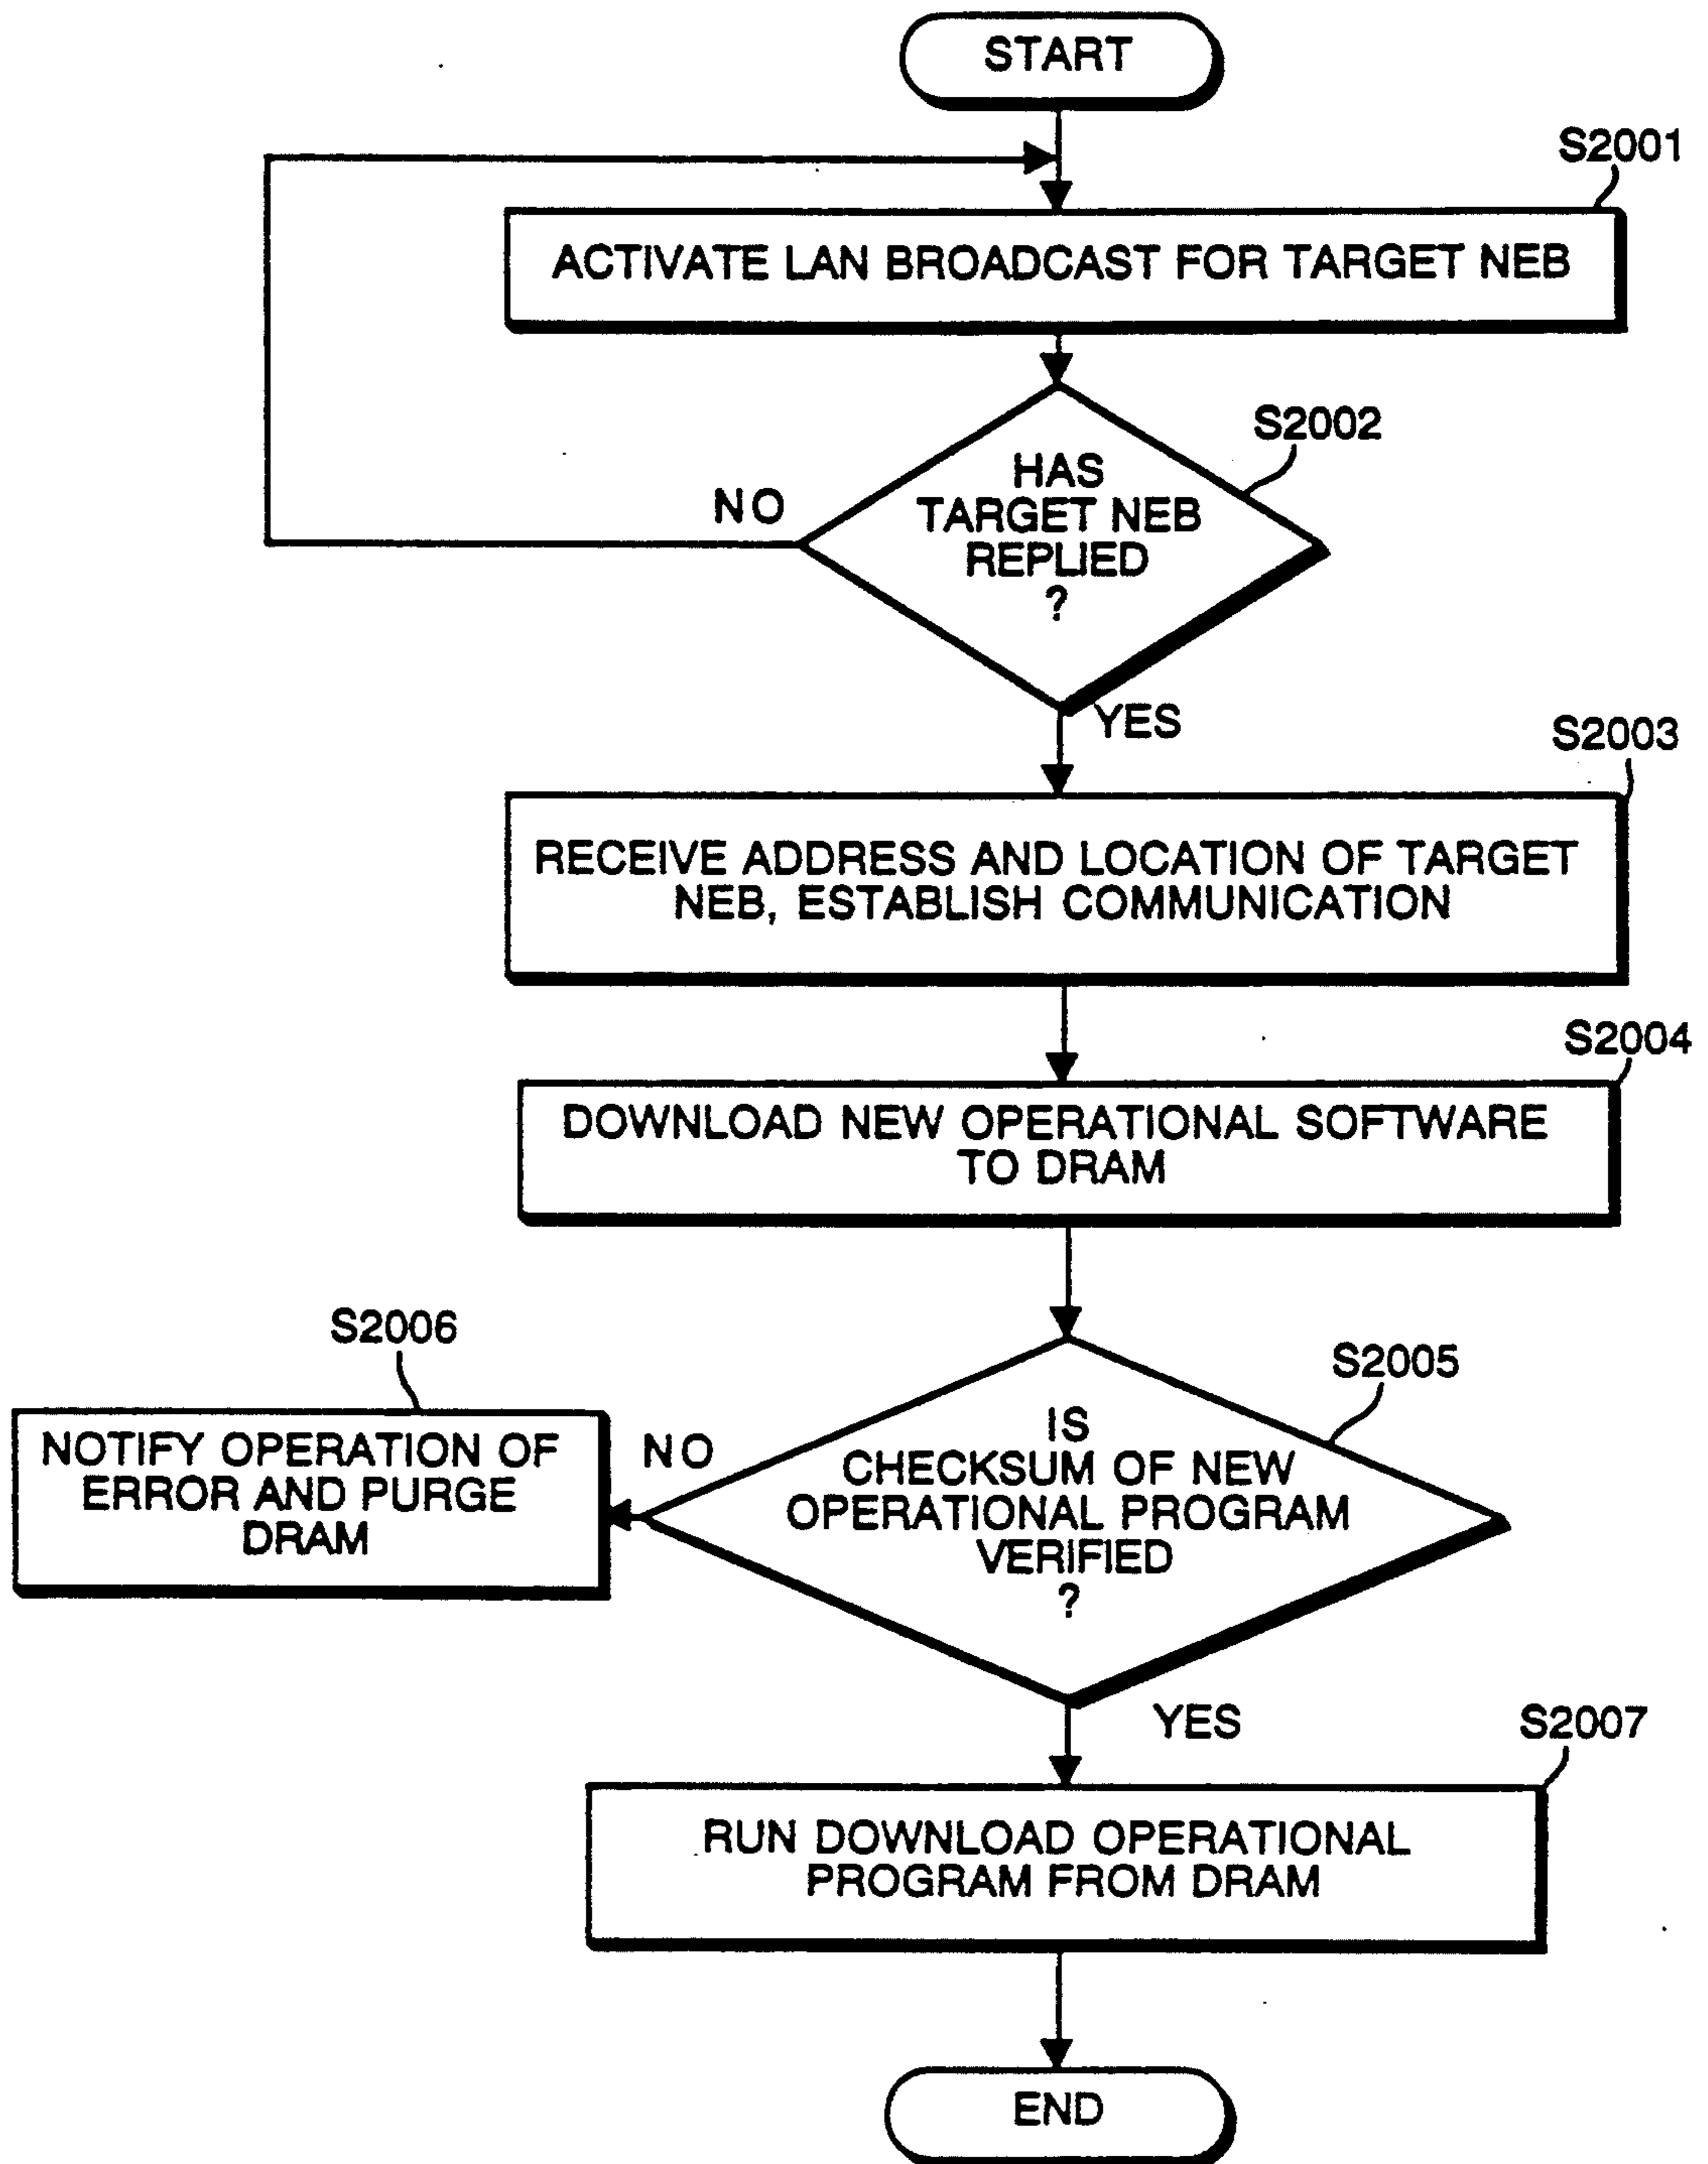 START
S2001
ACTIVATE LAN BROADCAST FOR TARGET NEB
S2002
HAS
TARGET NEB
REPLIED
?
NO
YES
S2003
RECEIVE ADDRESS AND LOCATION OF TARGET
NEB, ESTABLISH COMMUNICATION
S2004
DOWNLOAD NEW OPERATIONAL SOFTWARE
TO DRAM
S2005
IS
CHECKSUM OF NEW
OPERATIONAL PROGRAM
VERIFIED
?
NO
S2006
NOTIFY OPERATION OF
ERROR AND PURGE
DRAM
YES
S2007
RUN DOWNLOAD OPERATIONAL
PROGRAM FROM DRAM
END